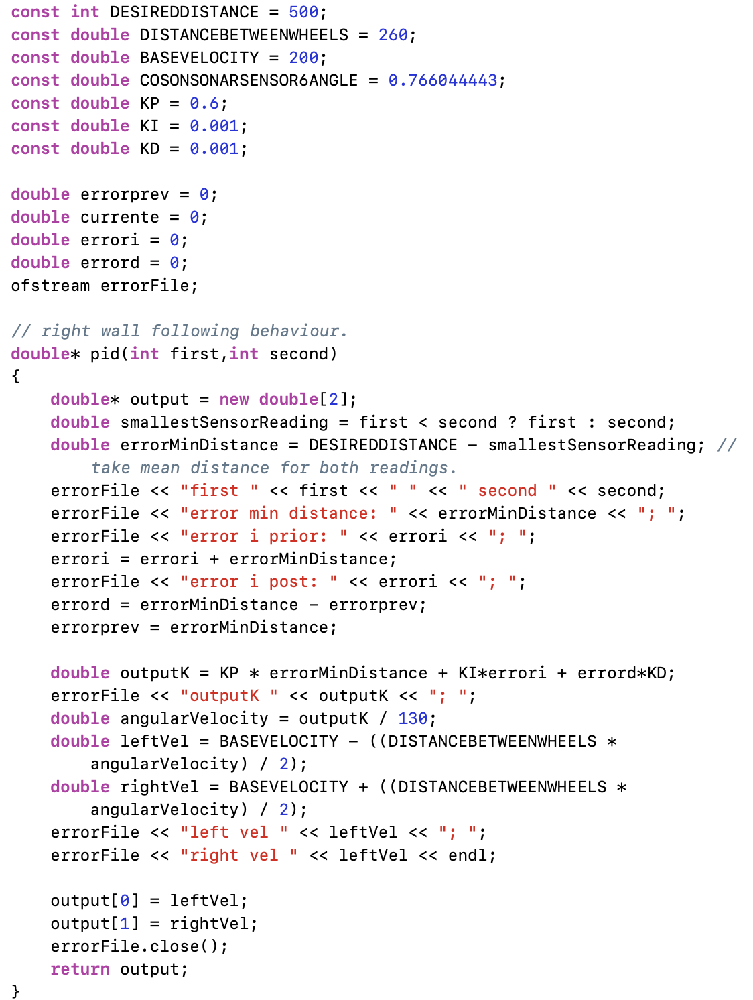 const int DESIREDDISTANCE = 500;
const double DISTANCEBETWEENWHEELS = 260;
const double BASEVELOCITY = 200;
const double COSONSONARSENSOR6ANGLE = 0.766044443;
const double KP = 0.6;
const double KI = 0.001;
const double KD = 0.001;

double errorprev = 0;
double currente = 0;
double errori = 0;
double errord = 0;
ofstream errorFile;

// right wall following behaviour.
double* pid(int first,int second)
{
    double* output = new double[2];
    double smallestSensorReading = first < second ? first : second;
    double errorMinDistance = DESIREDDISTANCE - smallestSensorReading; //
        take mean distance for both readings.
    errorFile << "first " << first << " " << " second " << second;
    errorFile << "error min distance: " << errorMinDistance << "; ";
    errorFile << "error i prior: " << errori << "; ";
    errori = errori + errorMinDistance;
    errorFile << "error i post: " << errori << "; ";
    errord = errorMinDistance - errorprev;
    errorprev = errorMinDistance;

    double outputK = KP * errorMinDistance + KI*errori + errord*KD;
    errorFile << "outputK " << outputK << "; ";
    double angularVelocity = outputK / 130;
    double leftVel = BASEVELOCITY - ((DISTANCEBETWEENWHEELS *
        angularVelocity) / 2);
    double rightVel = BASEVELOCITY + ((DISTANCEBETWEENWHEELS *
        angularVelocity) / 2);
    errorFile << "left vel " << leftVel << "; ";
    errorFile << "right vel " << leftVel << endl;

    output[0] = leftVel;
    output[1] = rightVel;
    errorFile.close();
    return output;
}